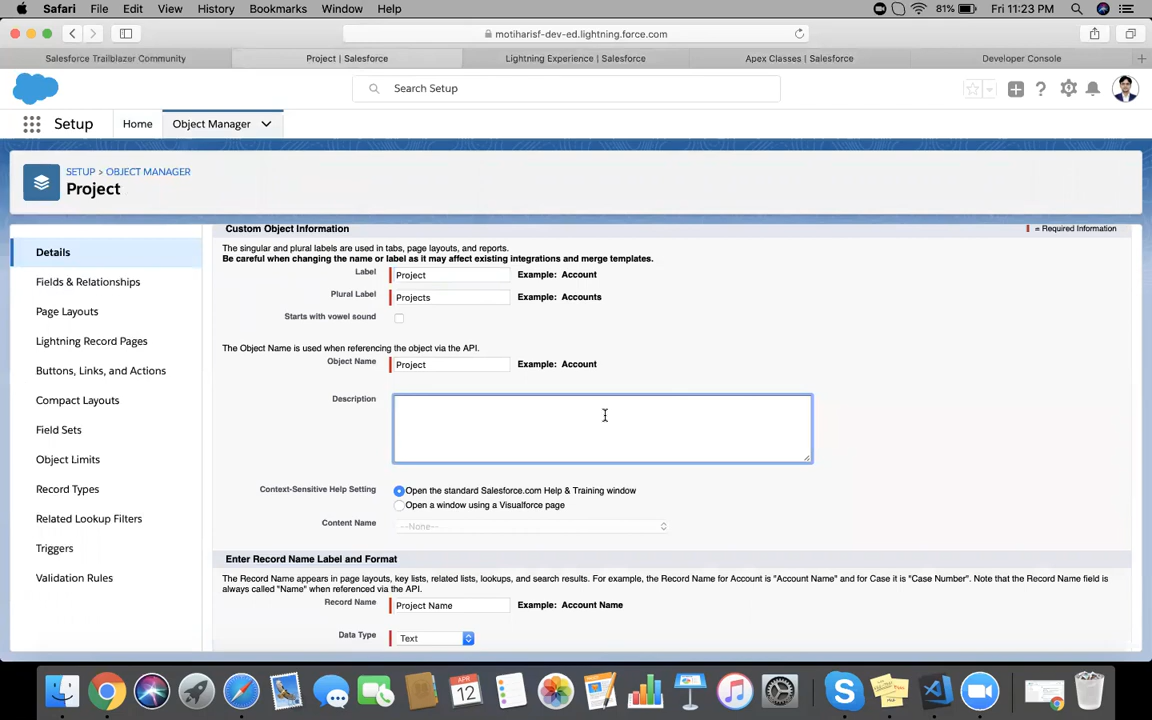 Safari File Edit View History Bookmarks Window Help
81% Fri 11:23 PM
motiharisf-dev-ed.lightning.force.com
Salesforce Trailblazer Community
Project | Salesforce
Lightning Experience | Salesforce
Apex Classes | Salesforce
Developer Console
Search Setup
Setup
Home
Object Manager
SETUP > OBJECT MANAGER
Project
Details
Fields & Relationships
Page Layouts
Lightning Record Pages
Buttons, Links, and Actions
Compact Layouts
Field Sets
Object Limits
Record Types
Related Lookup Filters
Triggers
Validation Rules
Custom Object Information
= Required Information
The singular and plural labels are used in tabs, page layouts, and reports.
Be careful when changing the name or label as it may affect existing integrations and merge templates.
Label Project Example: Account
Plural Label Projects Example: Accounts
Starts with vowel sound
The Object Name is used when referencing the object via the API.
Object Name Project Example: Account
Description
Context-Sensitive Help Setting Open the standard Salesforce.com Help & Training window
Open a window using a Visualforce page
Content Name --None--
Enter Record Name Label and Format
The Record Name appears in page layouts, key lists, related lists, lookups, and search results. For example, the Record Name for Account is "Account Name" and for Case it is "Case Number". Note that the Record Name field is
always called "Name" when referenced via the API.
Record Name Project Name Example: Account Name
Data Type Text
APR
12